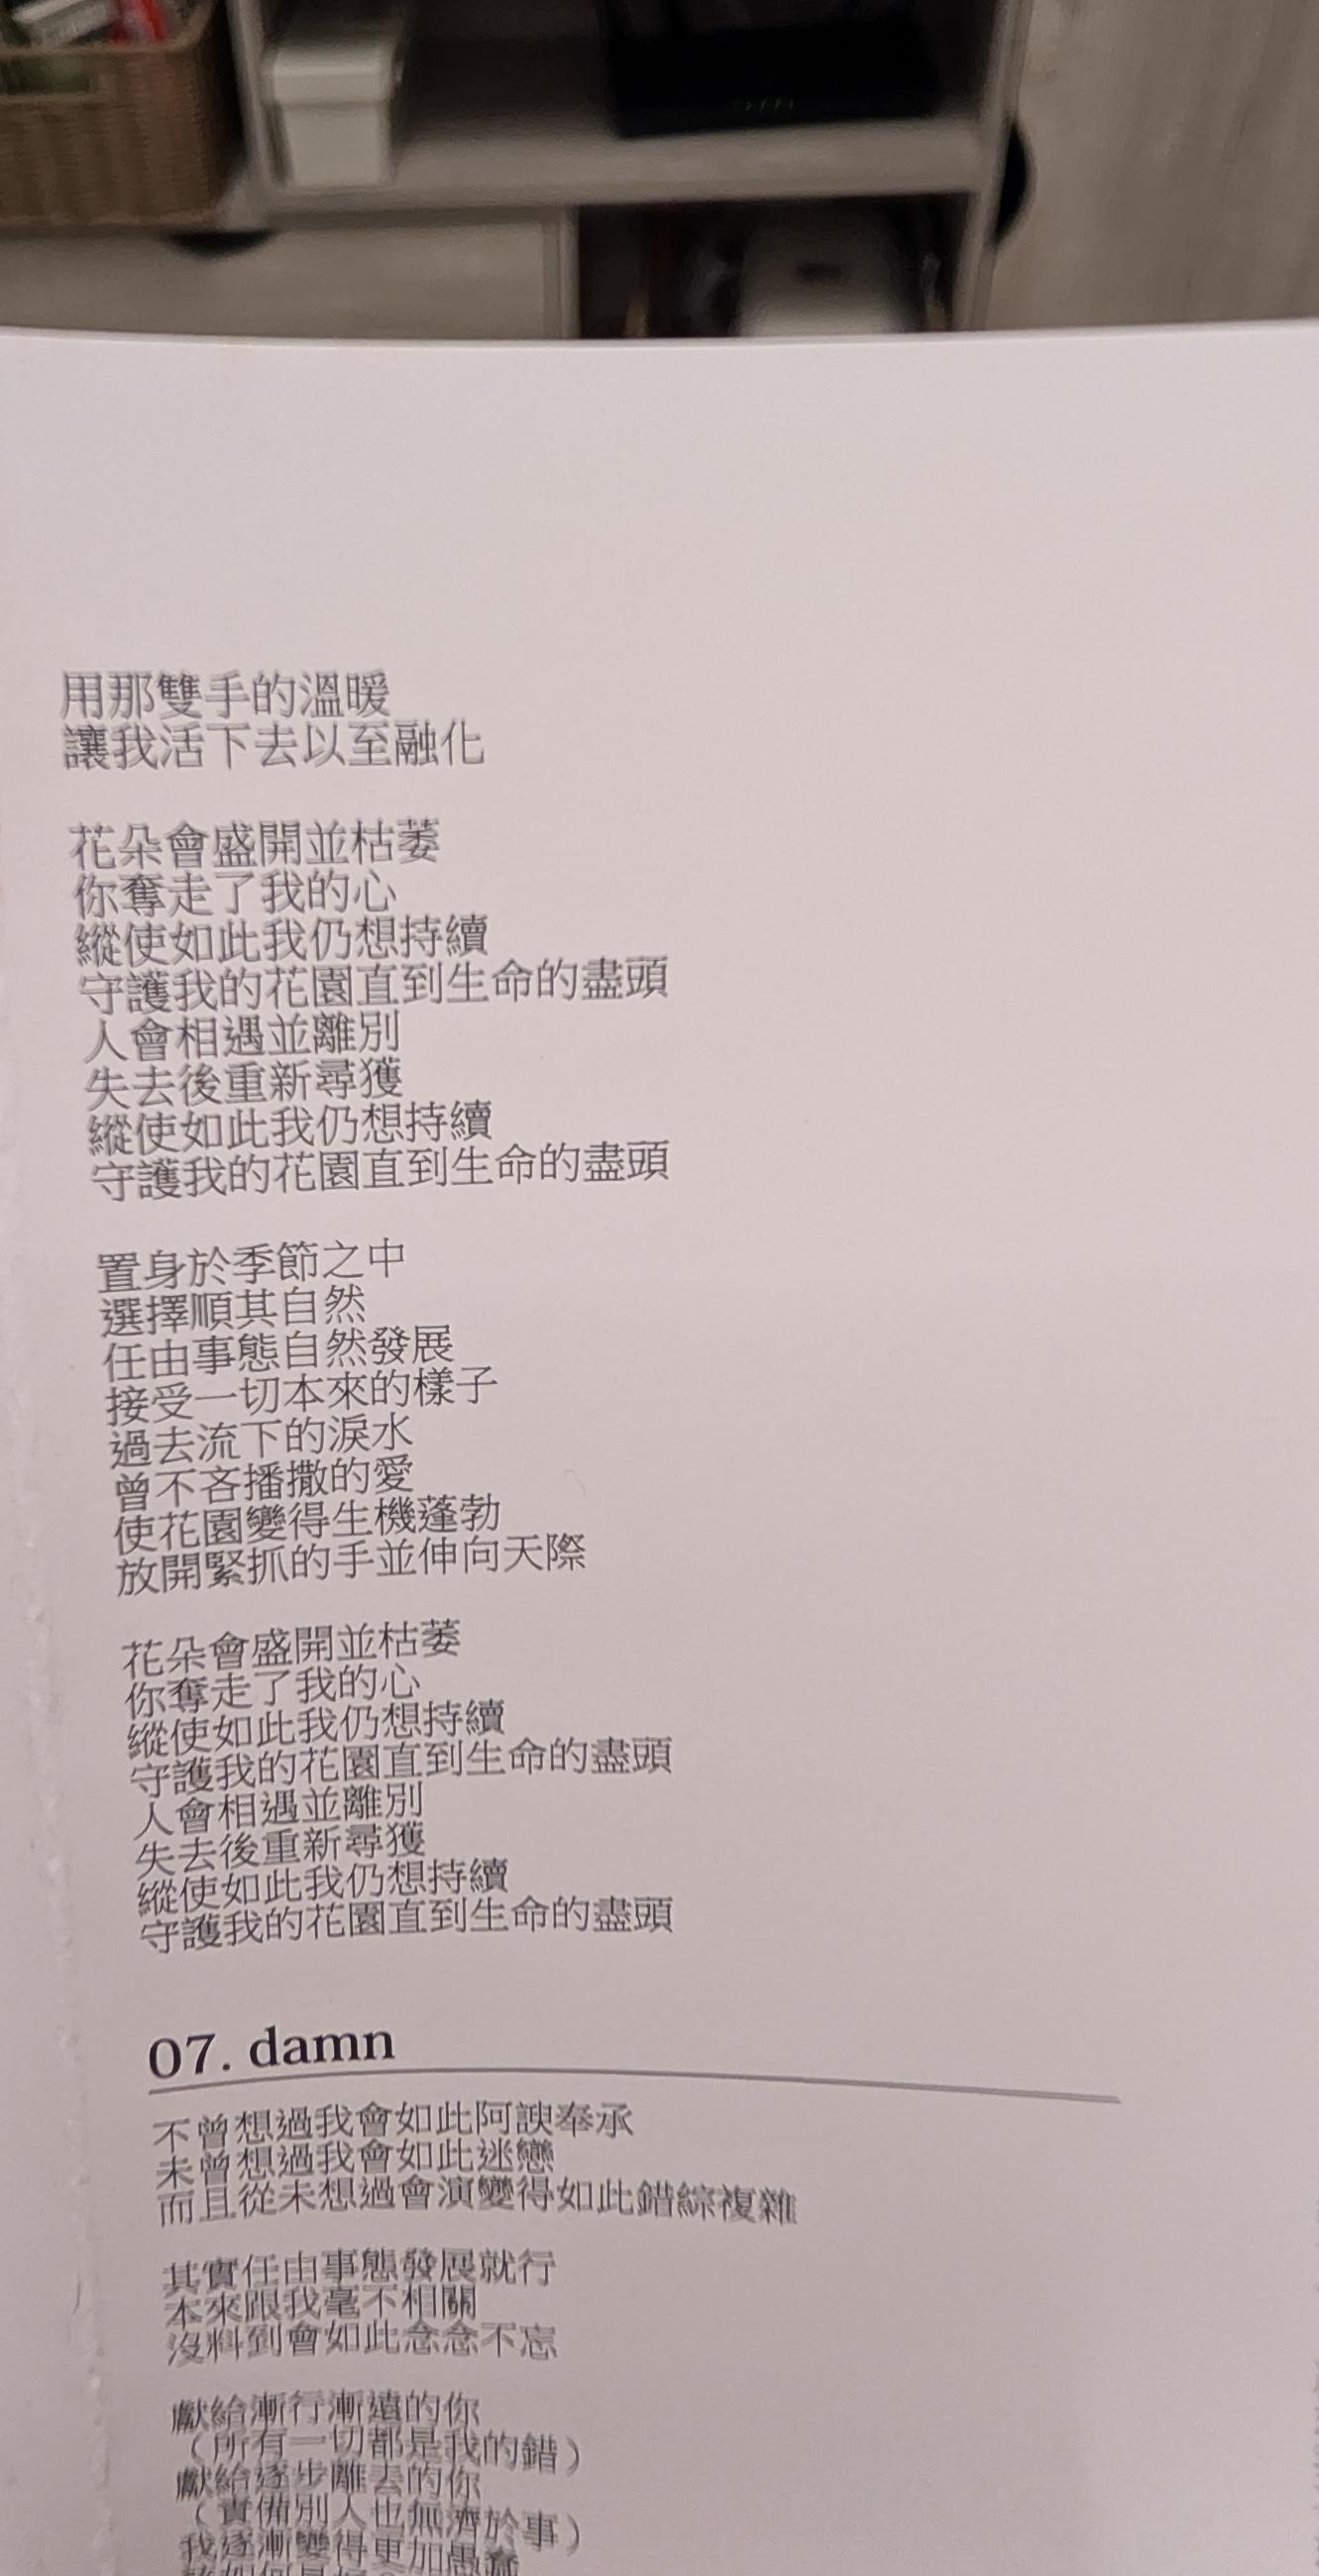 用那雙手的溫暖
讓我活下去以至融化
花朵會盛開並枯萎
你奪走了我的心
縱使如此我仍想持續
守護我的花園直到生命的盡頭
人會相遇並離別
失去後重新尋獲
縱使如此我仍想持續
守護我的花園直到生命的盡頭
置身於季節之中
選擇順其自然
任由事態自然發展
接受一切本來的樣子
過去流下的淚水
曾不吝播撒的愛
使花園變得生機蓬勃
放開緊抓的手並伸向天際
花朵會盛開並枯萎
你奪走了我的心
縱使如此我仍想持續
守護我的花園直到生命的盡頭
人會相遇並離別
失去後重新尋獲
縱使如此我仍想持續
守護我的花園直到生命的盡頭
07. damn
不曾想過我會如此阿諛奉承
未曾想過我會如此迷戀
而且從未想過會演變得如此錯綜複雜
其實任由事態發展就行
本來跟我毫不相關
沒料到會如此念念不忘
獻給漸行漸遠的你
（所有一切都是我的錯）
獻給逐步離去的你
（責備別人也無濟於事）
我逐漸變得更加愚蠢